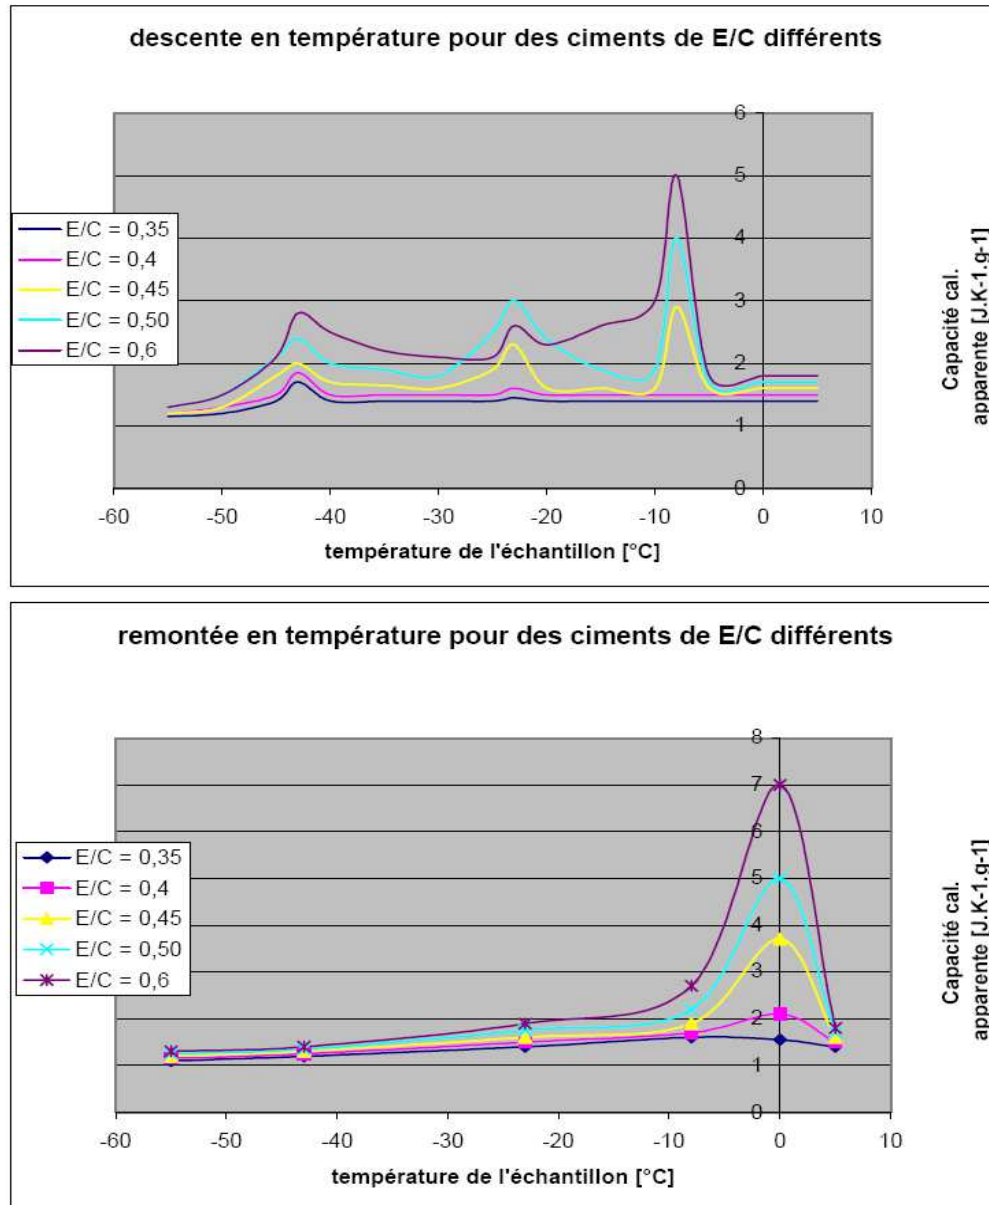 descente en température pour des ciments de E/C différents
6
5
4
3
2
1
0
-60 -50 -40 -30 -20 -10 0 10
température de l'échantillon [°C]
Capacité cal.
apparente [J.K-1.g-1]
E/C = 0,35
E/C = 0,4
E/C = 0,45
E/C = 0,50
E/C = 0,6
remontée en température pour des ciments de E/C différents
8
7
6
5
4
3
2
1
0
-60 -50 -40 -30 -20 -10 0 10
température de l'échantillon [°C]
Capacité cal.
apparente [J.K-1.g-1]
E/C = 0,35
E/C = 0,4
E/C = 0,45
E/C = 0,50
E/C = 0,6